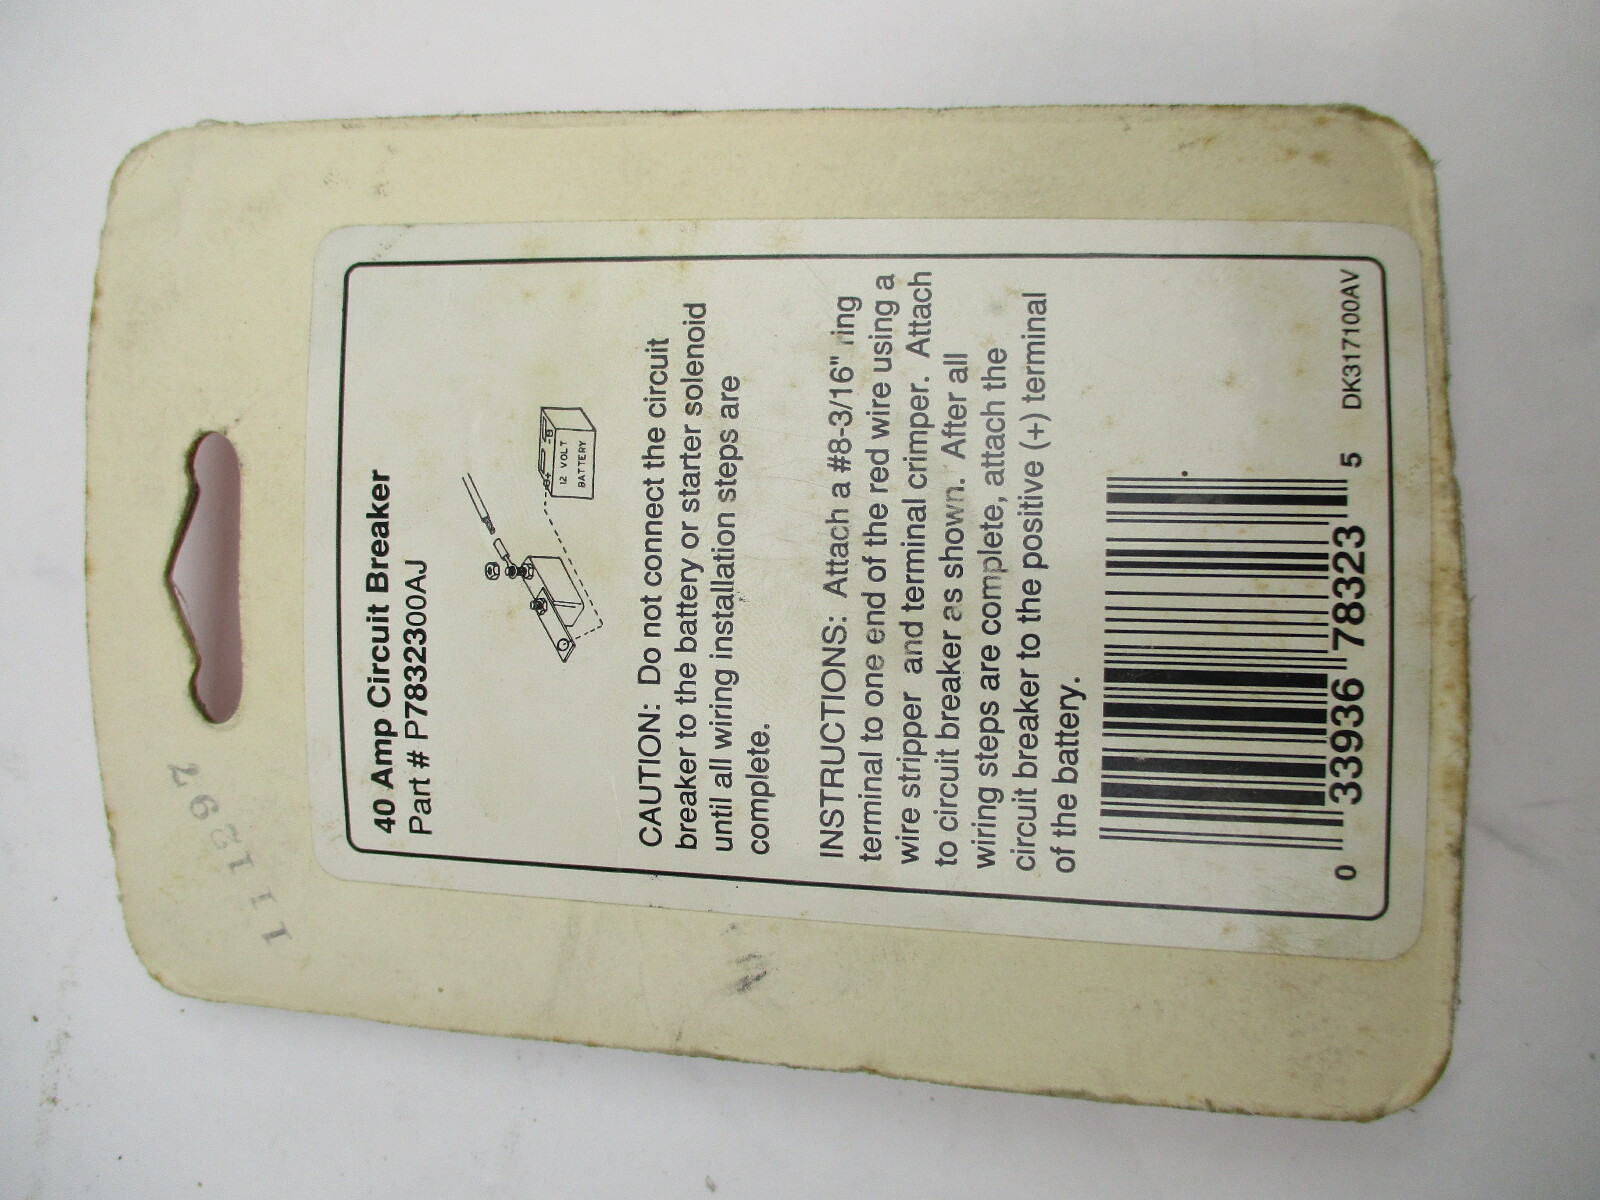 111297
40 Amp Circuit Breaker
Part # P7832300AJ
12 VOLT
BATTERY
CAUTION: Do not connect the circuit
breaker to the battery or starter solenoid
until all wiring installation steps are
complete.
INSTRUCTIONS: Attach a #8-3/16" ring
terminal to one end of the red wire using a
wire stripper and terminal crimper. Attach
to circuit breaker as shown. After all
wiring steps are complete, attach the
circuit breaker to the positive (+) terminal
of the battery.
0 33936 78323 5
DK317100AV